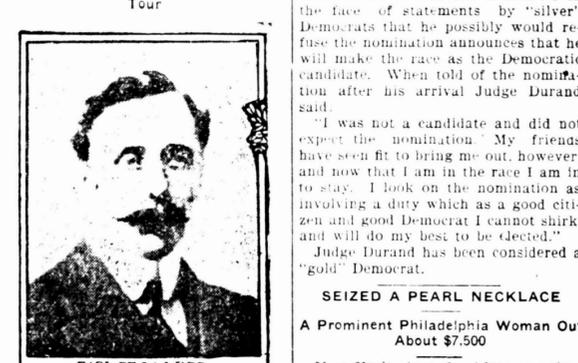 Tour
the face of statements by "silver"
Democrats that he possibly would re-
fuse the nomination announces that he
will make the race as the Democratic
candidate. When told of the nomina-
tion after his arrival Judge Durand
said:
"I was not a candidate and did not
expect the nomination. My friends
have seen fit to bring me out, however,
and now that I am in the race I am in
to stay. I look on the nomination as
involving a duty which as a good citi-
zen and good Democrat I cannot shirk
and will do my best to be elected."
Judge Durand has been considered a
"gold" Democrat.
SEIZED A PEARL NECKLACE
A Prominent Philadelphia Woman Out
About $7.500